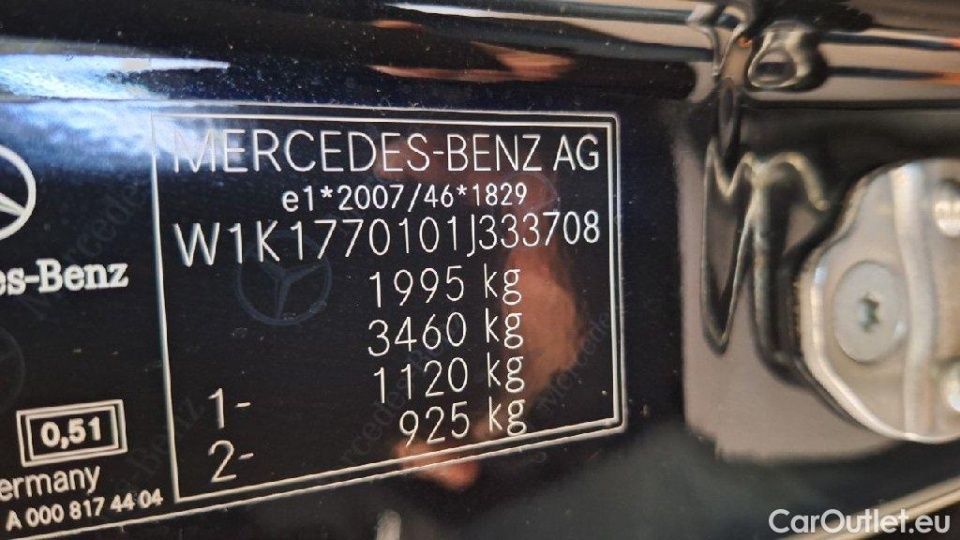 MERCEDES-BENZ AG
e1*2007/46*1829
W1K1770101J333708
1995 kg
3460 kg
1- 1120 kg
2- 925 kg
es-Benz
0,51
ermany
A 000 817 44 04
CarOutlet.eu